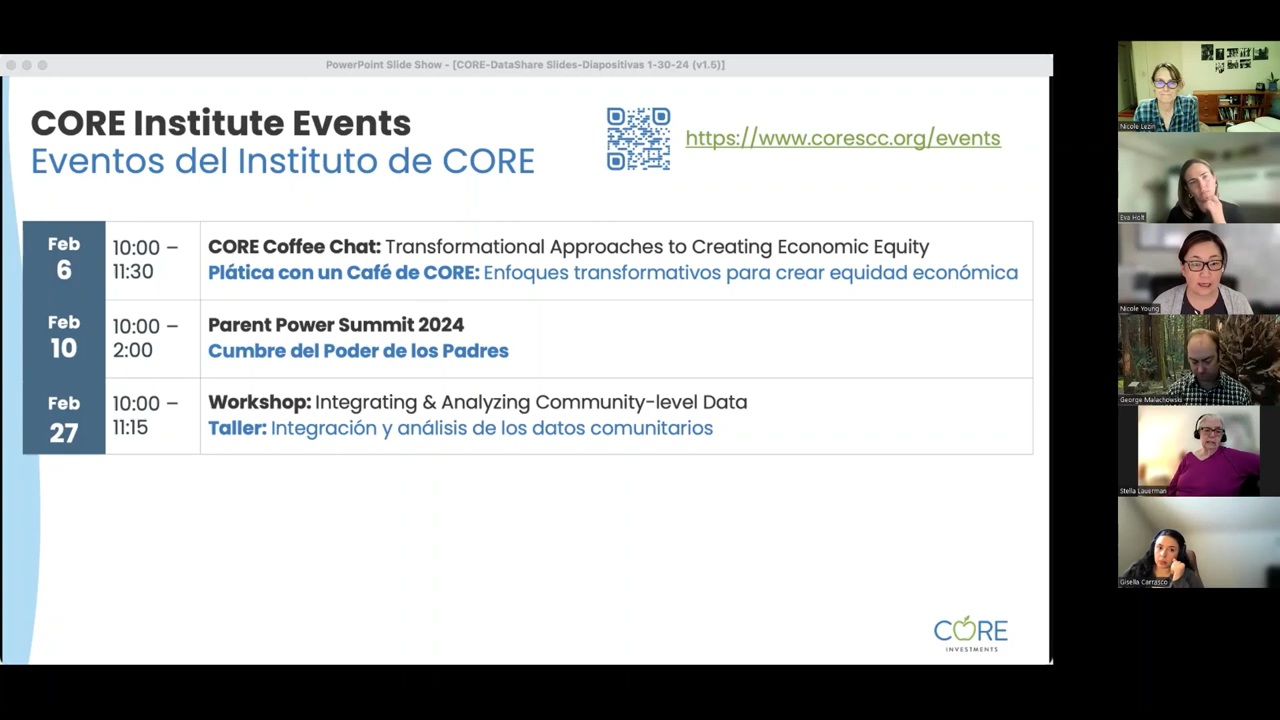 PowerPoint Slide Show - [CORE-DataShare Slides-Diapositivas 1-30-24 (v1.5)]
CORE Institute Events
Eventos del Instituto de CORE
https://www.corescc.org/events
Feb
6
10:00 –
11:30
CORE Coffee Chat: Transformational Approaches to Creating Economic Equity
Plática con un Café de CORE: Enfoques transformativos para crear equidad económica
Feb
10
10:00 –
2:00
Parent Power Summit 2024
Cumbre del Poder de los Padres
Feb
27
10:00 –
11:15
Workshop: Integrating & Analyzing Community-level Data
Taller: Integración y análisis de los datos comunitarios
CORE
INVESTMENTS
Nicole Lezin
Eva Holt
Nicole Young
George Malachowski
Stella Lauerman
Gisella Carrasco